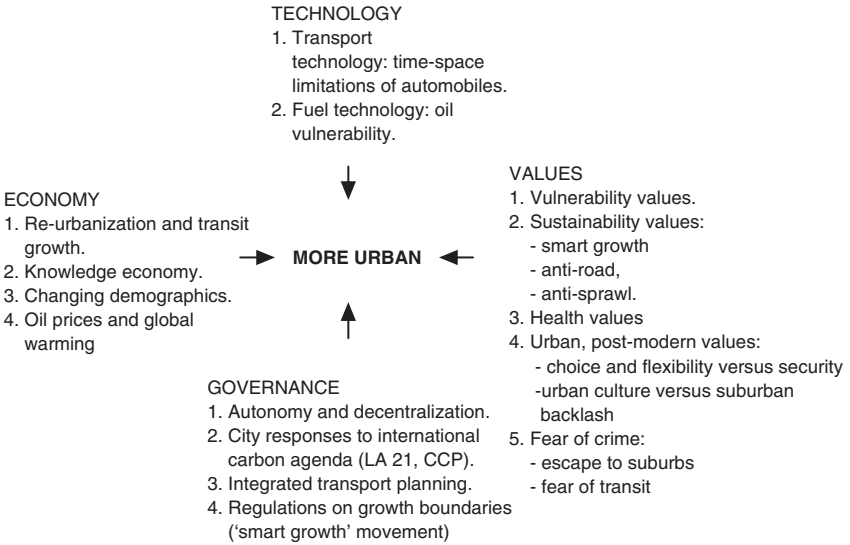 TECHNOLOGY
1. Transport
technology: time-space
limitations of automobiles.
2. Fuel technology: oil
vulnerability.
ECONOMY
1. Re-urbanization and transit
growth.
2. Knowledge economy.
3. Changing demographics.
4. Oil prices and global
warming
MORE URBAN
VALUES
1. Vulnerability values.
2. Sustainability values:
- smart growth
- anti-road,
- anti-sprawl.
3. Health values
4. Urban, post-modern values:
- choice and flexibility versus security
-urban culture versus suburban
backlash
5. Fear of crime:
- escape to suburbs
- fear of transit
GOVERNANCE
1. Autonomy and decentralization.
2. City responses to international
carbon agenda (LA 21, CCP).
3. Integrated transport planning.
4. Regulations on growth boundaries
(‘smart growth’ movement)